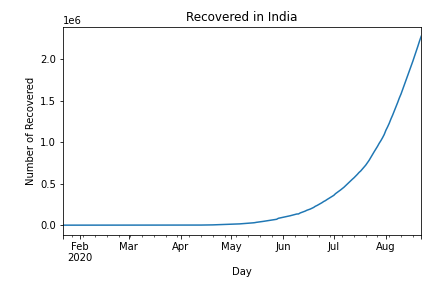 Recovered in India
1e6
2.0
1.5
1.0
0.5
0.0
Number of Recovered
Feb Mar Apr May Jun Jul Aug
2020
Day